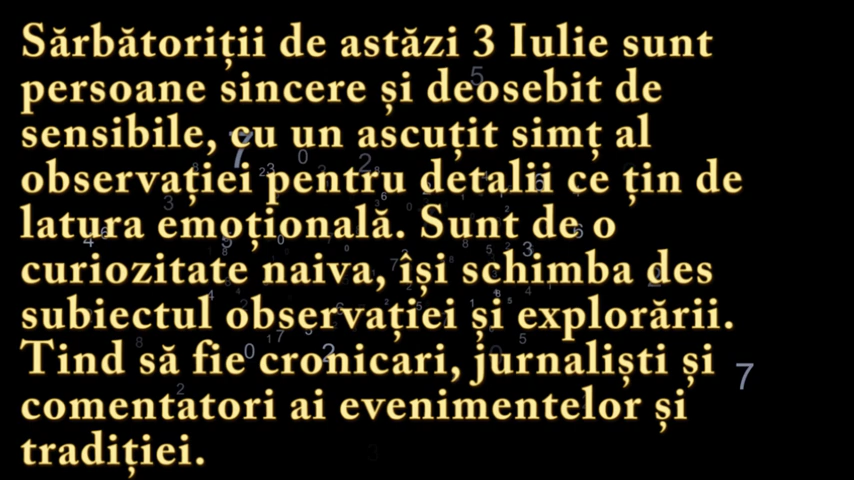 Sărbătoriții de astăzi 3 Iulie sunt
persoane sincere și deosebit de
sensibile, cu un ascuțit simț al
observației pentru detalii ce țin de
latura emoțională. Sunt de o
curiozitate naiva, își schimba des
subiectul observației și explorării.
Tind să fie cronicari, jurnaliști și
comentatori ai evenimentelor și
tradiției.